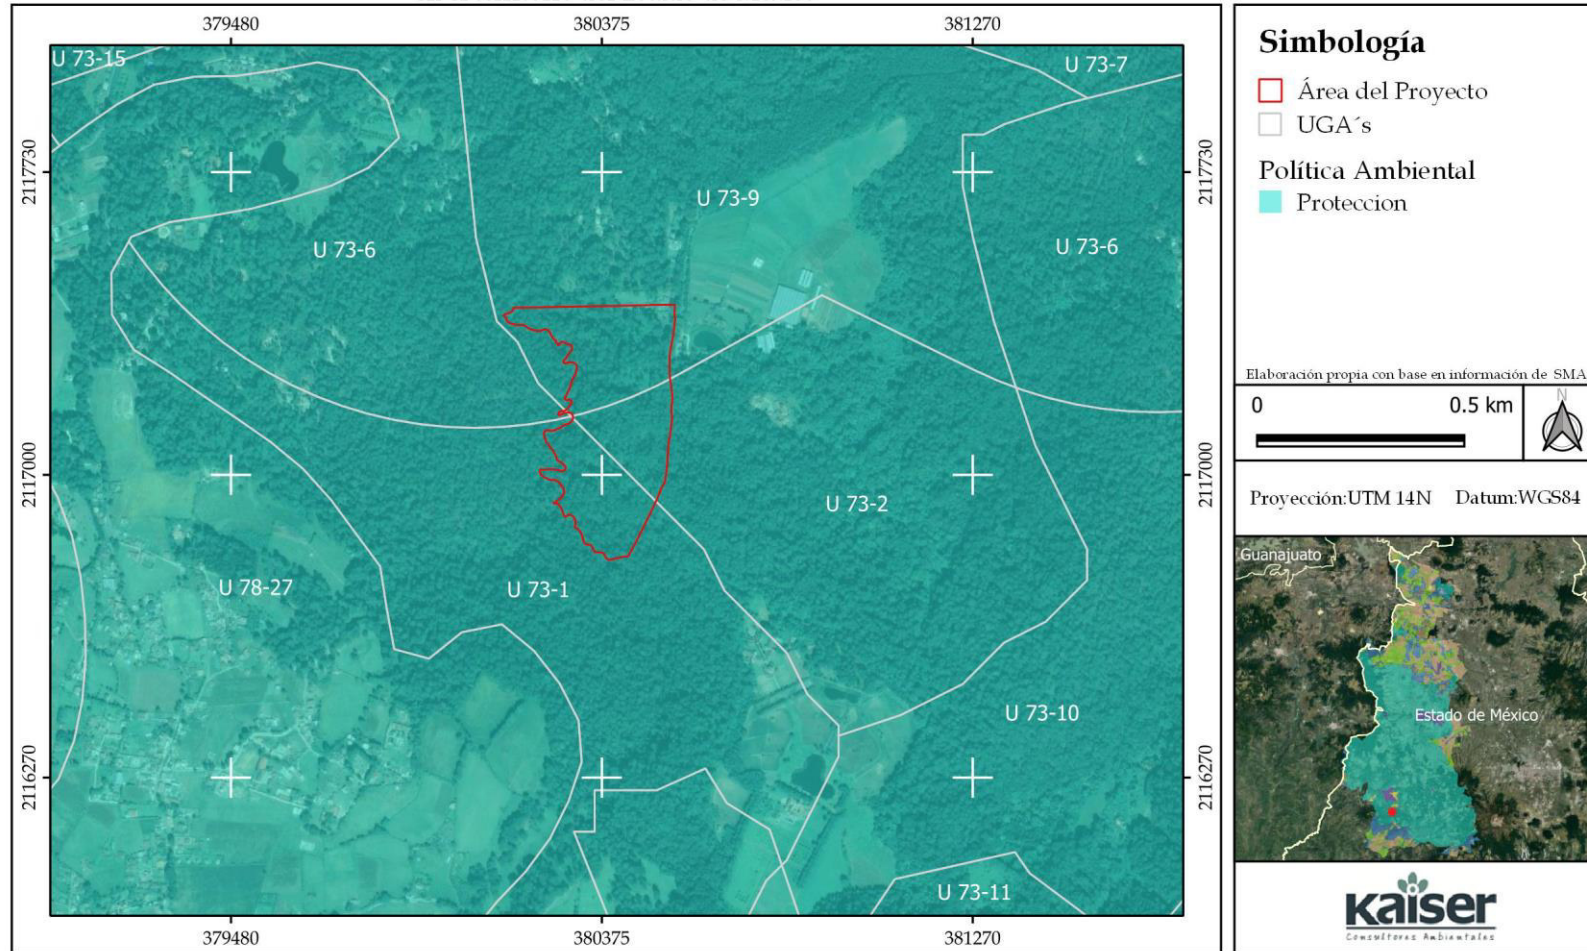 379480
380375
381270
U 73-15
U 73-7
2117730
2117730
U 73-9
U 73-6
U 73-6
2117000
2117000
U 73-2
U 78-27
U 73-1
U 73-10
2116270
2116270
U 73-11
379480
380375
381270
Simbología
Área del Proyecto
UGA´s
Política Ambiental
Proteccion
Elaboración propia con base en información de SMA
0 0.5 km
N
Proyección:UTM 14N Datum:WGS84
Guanajuato
Estado de México
Kaiser
Consultores Ambientales